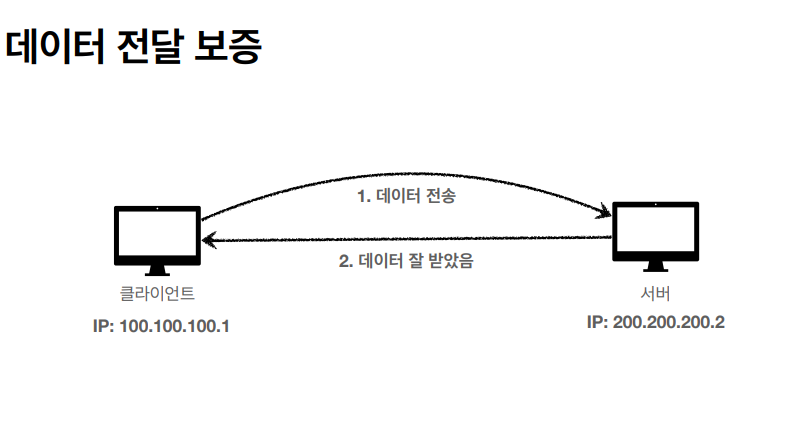 데이터 전달 보증
1. 데이터 전송
2. 데이터 잘 받았음
클라이언트
서버
IP: 100.100.100.1
IP: 200.200.200.2